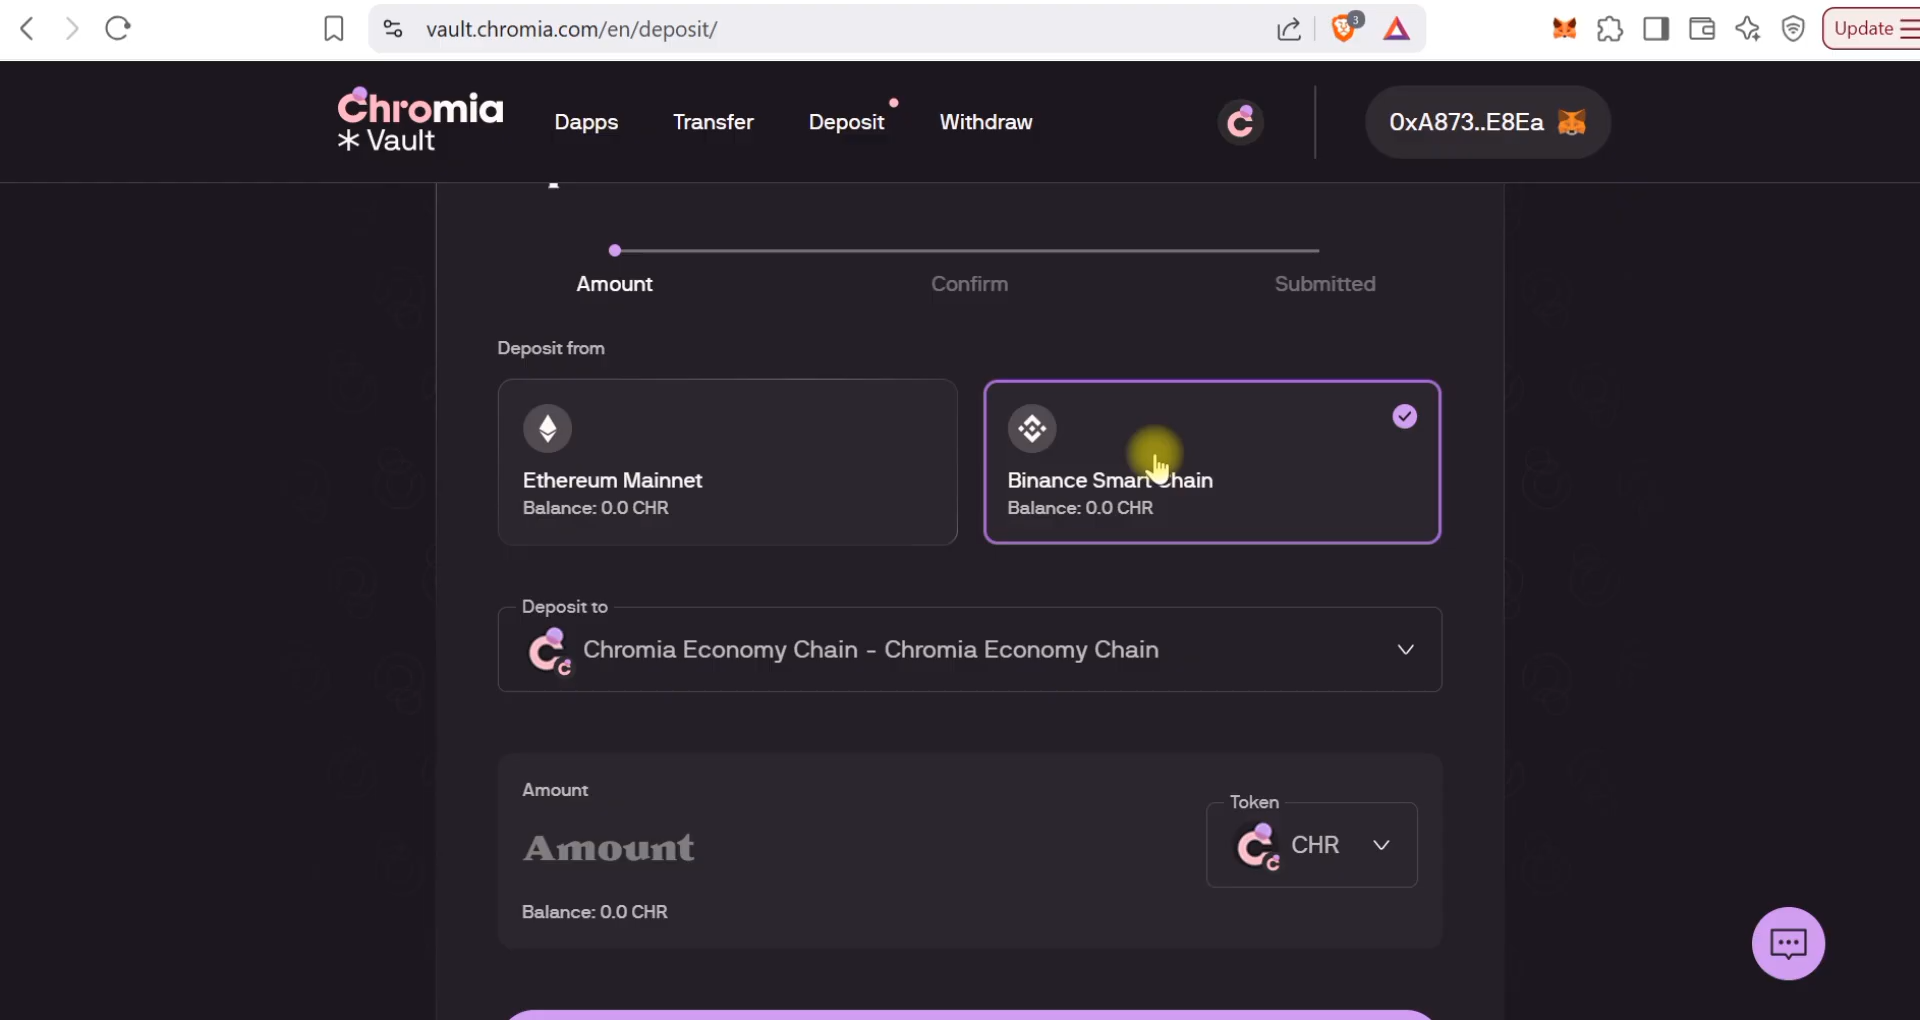 vault.chromia.com/en/deposit/
3
Update
Chromia
Vault
Dapps
Transfer
Deposit
Withdraw
0xA873..E8Ea
Amount
Confirm
Submitted
Deposit from
Ethereum Mainnet
Balance: 0.0 CHR
Binance Smart Chain
Balance: 0.0 CHR
Deposit to
Chromia Economy Chain - Chromia Economy Chain
Amount
Amount
Token
CHR
Balance: 0.0 CHR